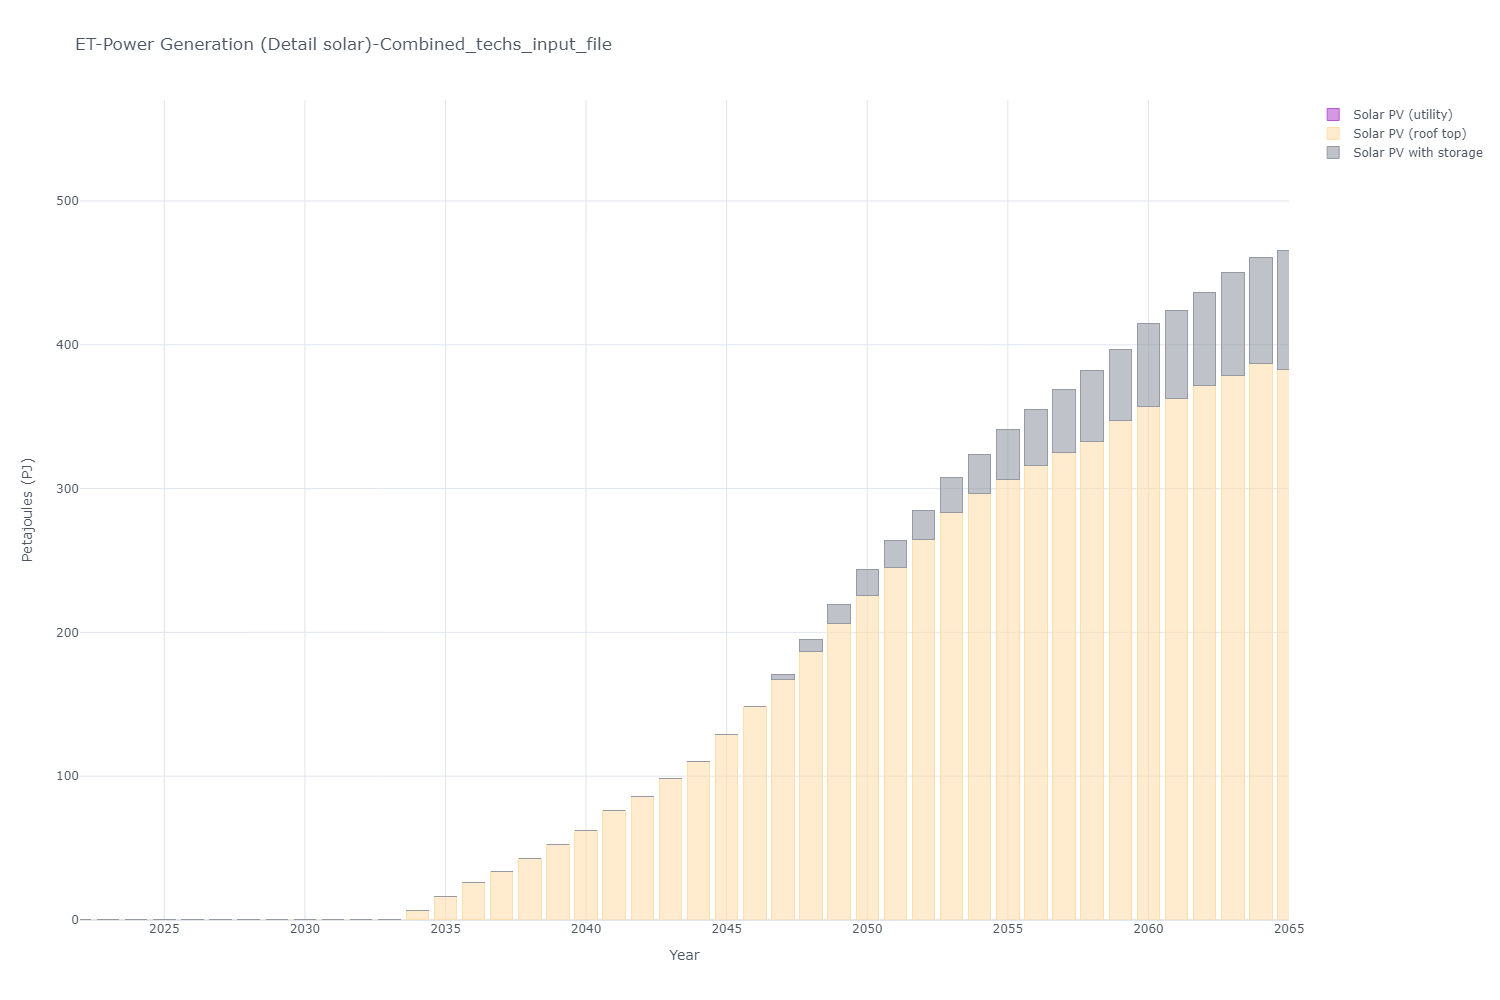 ET-Power Generation (Detail solar)-Combined_techs_input_file
Solar PV (utility)
Solar PV (roof top)
Solar PV with storage
500
400
300
200
100
0
Petajoules (PJ)
2025 2030 2035 2040 2045 2050 2055 2060 2065
Year